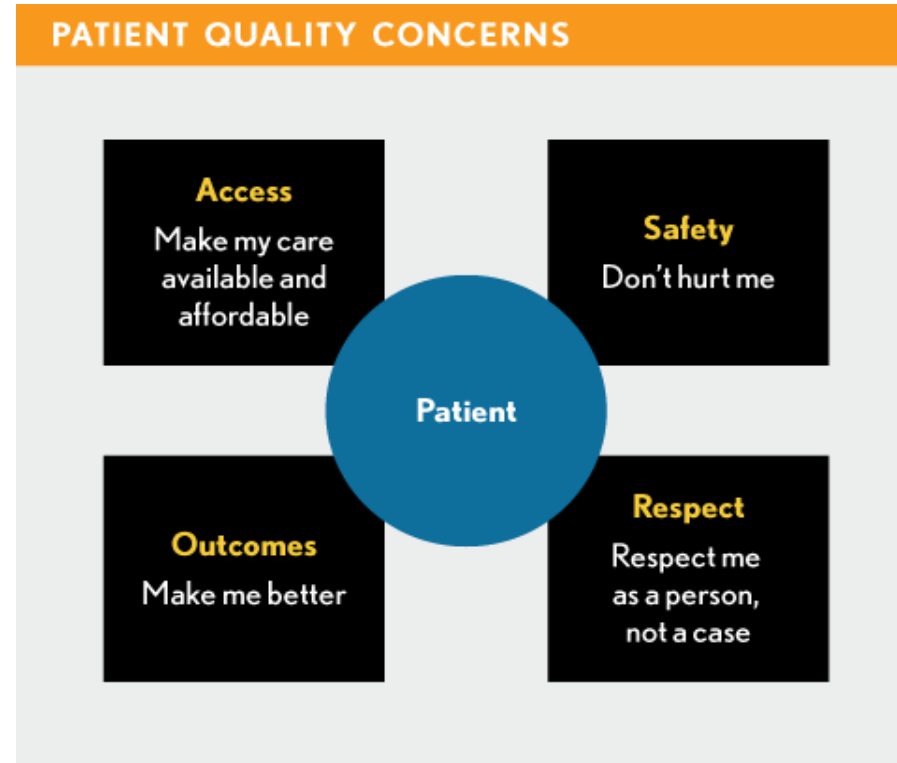 PATIENT QUALITY CONCERNS
Access
Make my care
available and
affordable
Safety
Don't hurt me
Patient
Outcomes
Make me better
Respect
Respect me
as a person,
not a case